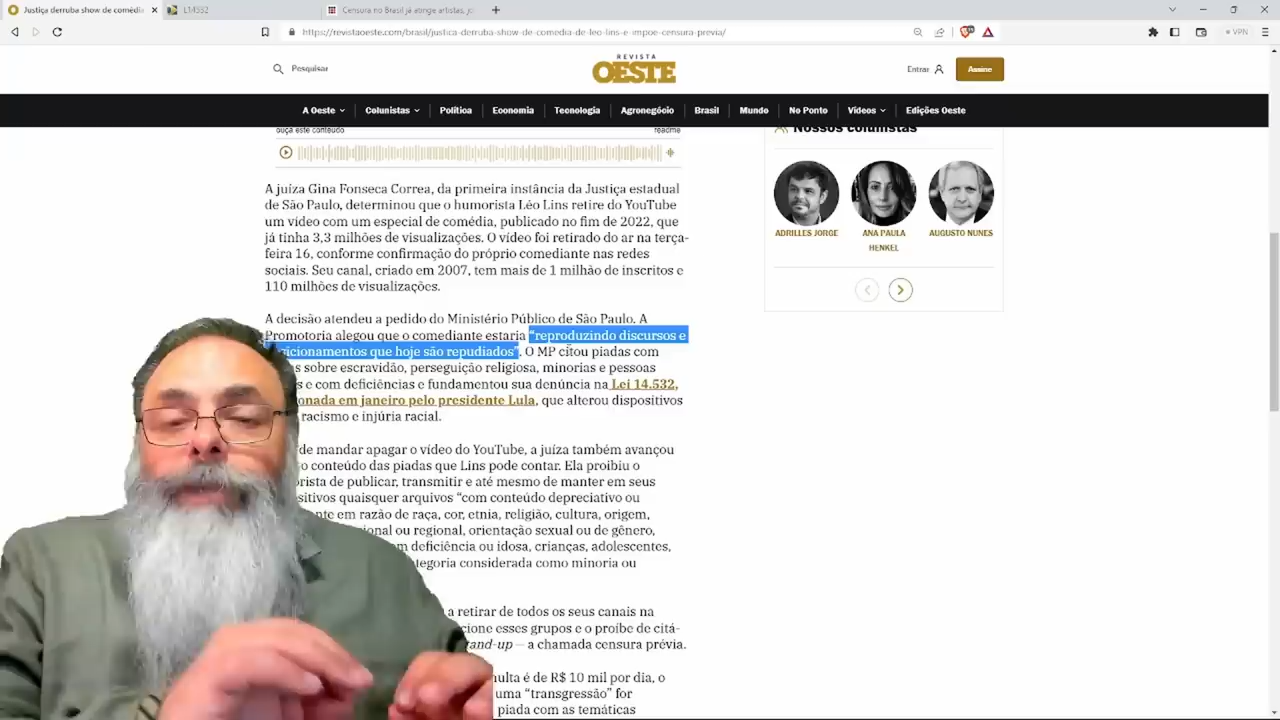 Justiça derruba show de comédia
L14552
Censura no Brasil já atinge artistas, jo
https://revistaoeste.com/brasil/justica-derruba-show-de-comedia-de-leo-lins-e-impoe-censura-previa/
VPN
Pesquisar
REVISTA
OESTE
Entrar
Assine
A Oeste
Colunistas
Política
Economia
Tecnologia
Agronegócio
Brasil
Mundo
No Ponto
Vídeos
Edições Oeste
ouça este conteúdo
readme
A juíza Gina Fonseca Correa, da primeira instância da Justiça estadual
de São Paulo, determinou que o humorista Léo Lins retire do YouTube
um vídeo com um especial de comédia, publicado no fim de 2022, que
já tinha 3,3 milhões de visualizações. O vídeo foi retirado do ar na terça-
feira 16, conforme confirmação do próprio comediante nas redes
sociais. Seu canal, criado em 2007, tem mais de 1 milhão de inscritos e
110 milhões de visualizações.
A decisão atendeu a pedido do Ministério Público de São Paulo. A
Promotoria alegou que o comediante estaria “reproduzindo discursos e
sicionamentos que hoje são repudiados”. O MP citou piadas com
s sobre escravidão, perseguição religiosa, minorias e pessoas
s e com deficiências e fundamentou sua denúncia na Lei 14.532,
onada em janeiro pelo presidente Lula, que alterou dispositivos
racismo e injúria racial.
de mandar apagar o vídeo do YouTube, a juíza também avançou
o conteúdo das piadas que Lins pode contar. Ela proibiu o
rista de publicar, transmitir e até mesmo de manter em seus
sitivos quaisquer arquivos “com conteúdo depreciativo ou
nte em razão de raça, cor, etnia, religião, cultura, origem,
ional ou regional, orientação sexual ou de gênero,
m deficiência ou idosa, crianças, adolescentes,
tegoria considerada como minoria ou
a retirar de todos os seus canais na
cione esses grupos e o proíbe de citá-
and-up — a chamada censura prévia.
ulta é de R$ 10 mil por dia, o
uma “transgressão” for
piada com as temáticas
Nossos colunistas
ADRILLES JORGE
ANA PAULA
HENKEL
AUGUSTO NUNES